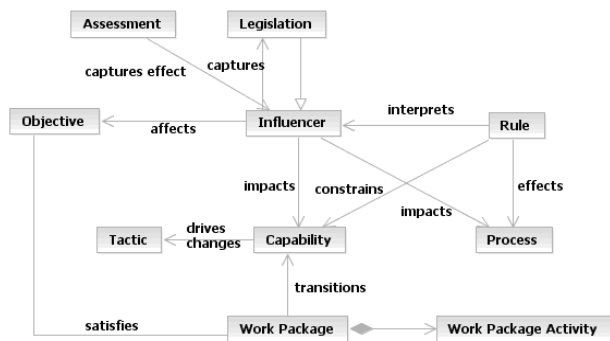 Assessment
Legislation
captures effect
captures
Objective
affects
Influencer
interprets
Rule
impacts
constrains
impacts
effects
Tactic
drives
changes
Capability
Process
transitions
satisfies
Work Package
Work Package Activity